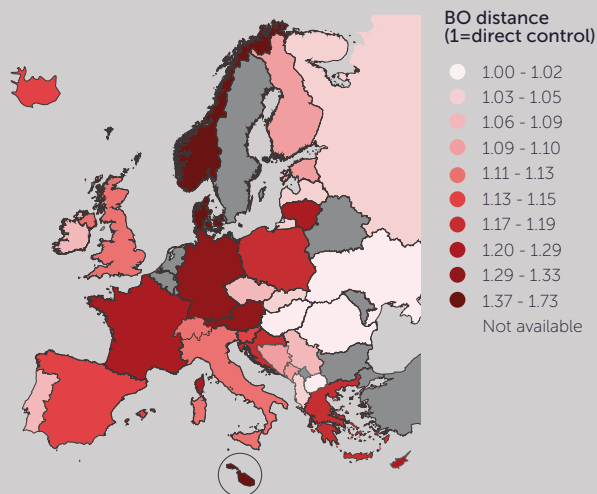 BO distance
(1=direct control)
1.00 - 1.02
1.03 - 1.05
1.06 - 1.09
1.09 - 1.10
1.11 - 1.13
1.13 - 1.15
1.17 - 1.19
1.20 - 1.29
1.29 - 1.33
1.37 - 1.73
Not available